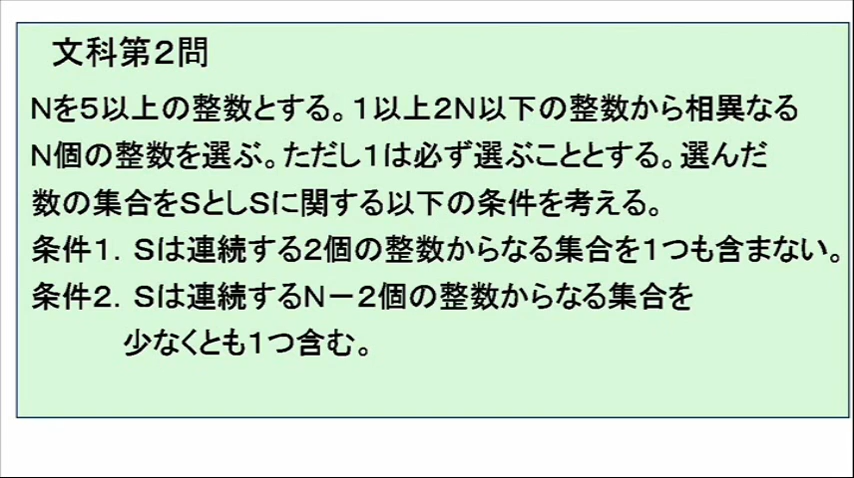 文科第２問
Ｎを５以上の整数とする。１以上２Ｎ以下の整数から相異なる
Ｎ個の整数を選ぶ。ただし１は必ず選ぶこととする。選んだ
数の集合をＳとしＳに関する以下の条件を考える。
条件１．Ｓは連続する２個の整数からなる集合を１つも含まない。
条件２．Ｓは連続するＮ－２個の整数からなる集合を
少なくとも１つ含む。